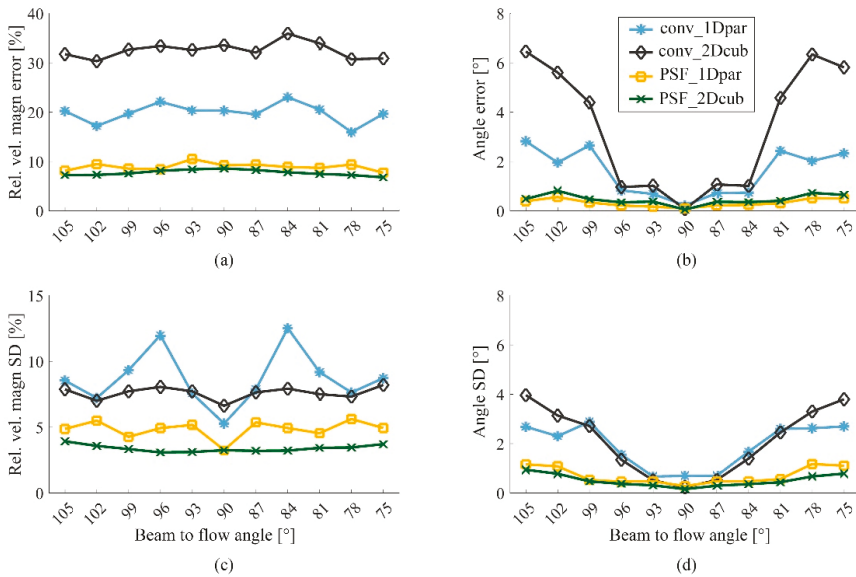 Rel. vel. magn error [%]
40
30
20
10
0
105 102 99 96 93 90 87 84 81 78 75
(a)
Angle error [°]
8
6
4
2
0
conv_1Dpar
conv_2Dcub
PSF_1Dpar
PSF_2Dcub
105 102 99 96 93 90 87 84 81 78 75
(b)
Rel. vel. magn SD [%]
15
10
5
0
105 102 99 96 93 90 87 84 81 78 75
Beam to flow angle [°]
(c)
Angle SD [°]
8
6
4
2
0
105 102 99 96 93 90 87 84 81 78 75
Beam to flow angle [°]
(d)